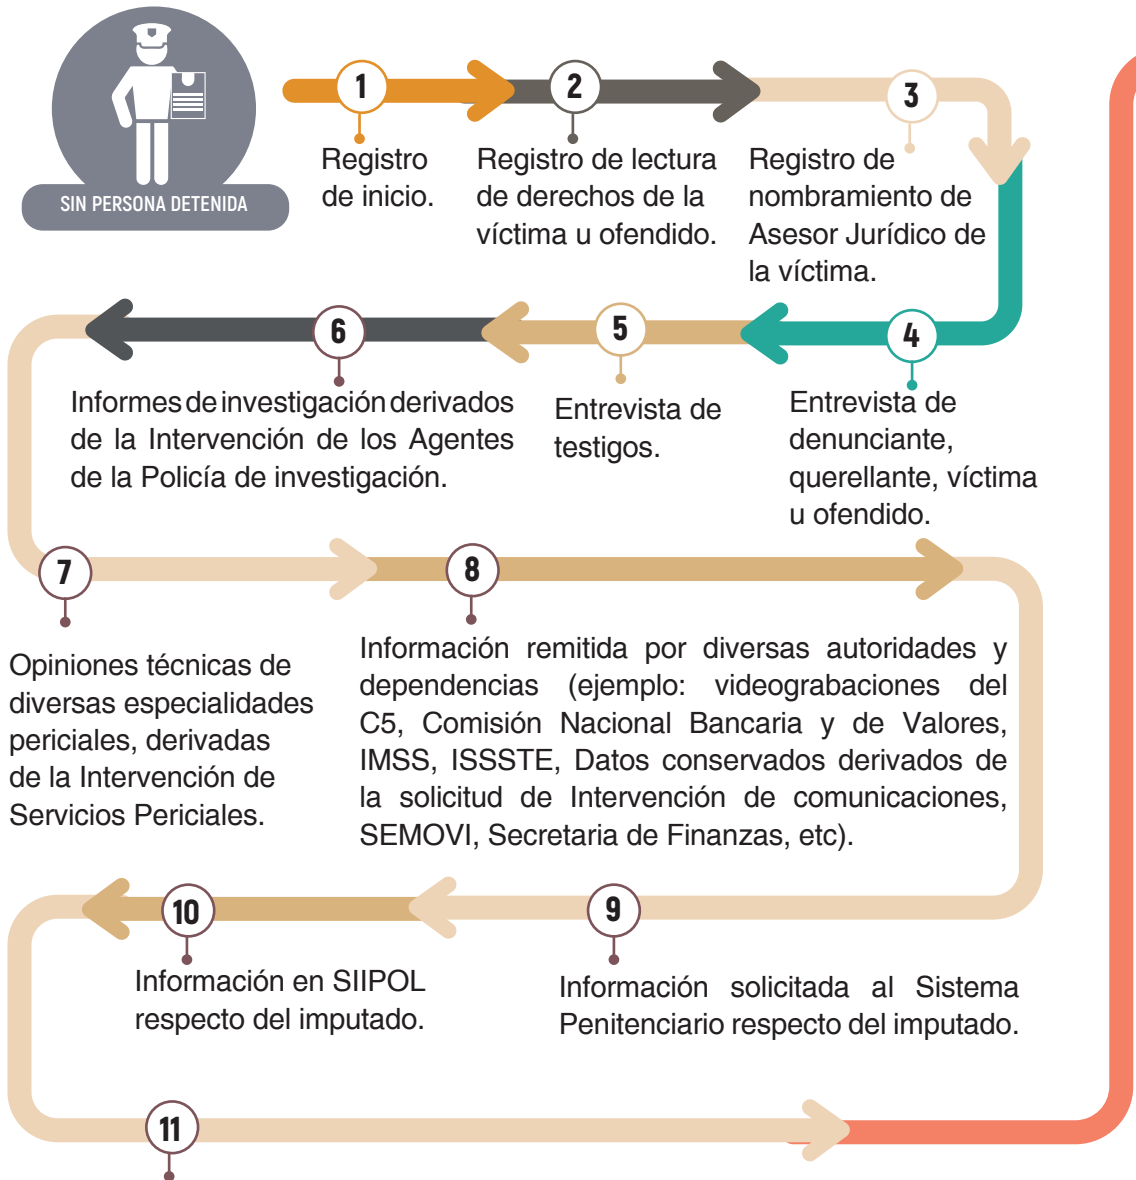 SIN PERSONA DETENIDA
1
Registro
de inicio.
2
Registro de lectura
de derechos de la
víctima u ofendido.
3
Registro de
nombramiento de
Asesor Jurídico de
la víctima.
4
Entrevista de
denunciante,
querellante, víctima
u ofendido.
5
Entrevista de
testigos.
6
Informes de investigación derivados
de la Intervención de los Agentes
de la Policía de investigación.
7
Opiniones técnicas de
diversas especialidades
periciales, derivadas
de la Intervención de
Servicios Periciales.
8
Información remitida por diversas autoridades y
dependencias (ejemplo: videograbaciones del
C5, Comisión Nacional Bancaria y de Valores,
IMSS, ISSSTE, Datos conservados derivados de
la solicitud de Intervención de comunicaciones,
SEMOVI, Secretaria de Finanzas, etc).
9
Información solicitada al Sistema
Penitenciario respecto del imputado.
10
Información en SIIPOL
respecto del imputado.
11